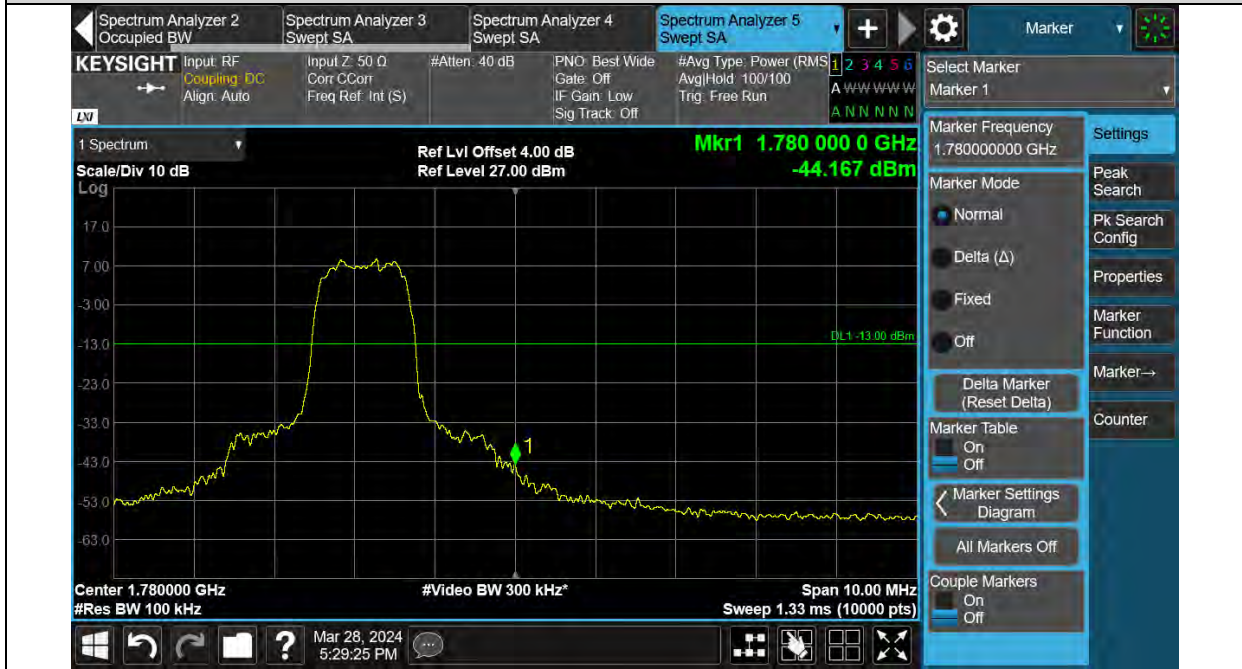 Spectrum Analyzer 2
Occupied BW
Spectrum Analyzer 3
Swept SA
Spectrum Analyzer 4
Swept SA
Spectrum Analyzer 5
Swept SA
+
Marker
KEYSIGHT
LXI
Input: RF
Coupling: DC
Align: Auto
Input Z: 50 Ω
Corr CCorr
Freq Ref: Int (S)
#Atten: 40 dB
PNO: Best Wide
Gate: Off
IF Gain: Low
Sig Track: Off
#Avg Type: Power (RMS
Avg|Hold: 100/100
Trig: Free Run
1 2 3 4 5 6
A W W W W W
A N N N N N
Select Marker
Marker 1
1 Spectrum
Scale/Div 10 dB
Log
Ref Lvl Offset 4.00 dB
Ref Level 27.00 dBm
Mkr1 1.780 000 0 GHz
-44.167 dBm
17.0
7.00
-3.00
-13.0
-23.0
-33.0
-43.0
-53.0
-63.0
DL1 -13.00 dBm
1
Center 1.780000 GHz
#Res BW 100 kHz
#Video BW 300 kHz*
Span 10.00 MHz
Sweep 1.33 ms (10000 pts)
Marker Frequency
1.780000000 GHz
Marker Mode
Normal
Delta (Δ)
Fixed
Off
Delta Marker
(Reset Delta)
Marker Table
On
Off
Marker Settings
Diagram
All Markers Off
Couple Markers
On
Off
Settings
Peak
Search
Pk Search
Config
Properties
Marker
Function
Marker→
Counter
?
Mar 28, 2024
5:29:25 PM